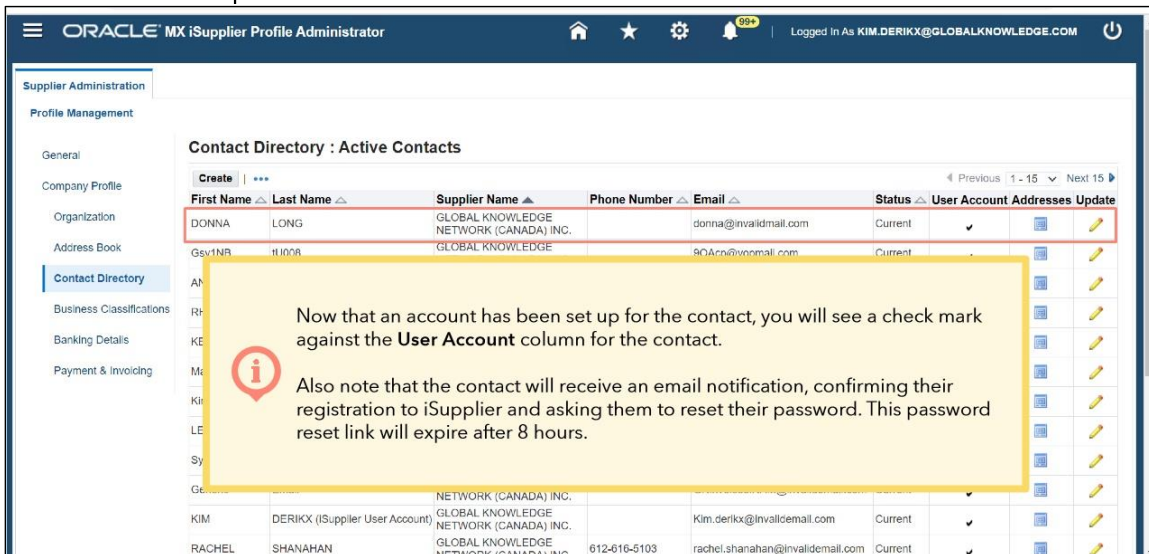 ORACLE MX iSupplier Profile Administrator
99+
Logged In As KIM.DERIKX@GLOBALKNOWLEDGE.COM
Supplier Administration
Profile Management
General
Company Profile
Organization
Address Book
Contact Directory
Business Classifications
Banking Details
Payment & Invoicing
Contact Directory : Active Contacts
Create | •••
Previous 1 - 15 Next 15
First Name Last Name Supplier Name Phone Number Email Status User Account Addresses Update
DONNA LONG GLOBAL KNOWLEDGE NETWORK (CANADA) INC. donna@invalidmail.com Current
GLOBAL KNOWLEDGE
Now that an account has been set up for the contact, you will see a check mark
against the User Account column for the contact.
Also note that the contact will receive an email notification, confirming their
registration to iSupplier and asking them to reset their password. This password
reset link will expire after 8 hours.
NETWORK (CANADA) INC.
KIM DERIKX (iSupplier User Account) GLOBAL KNOWLEDGE NETWORK (CANADA) INC. Kim.derikx@invalidemail.com Current
RACHEL SHANAHAN GLOBAL KNOWLEDGE 612-616-5103 rachel.shanahan@invalidemail.com Current